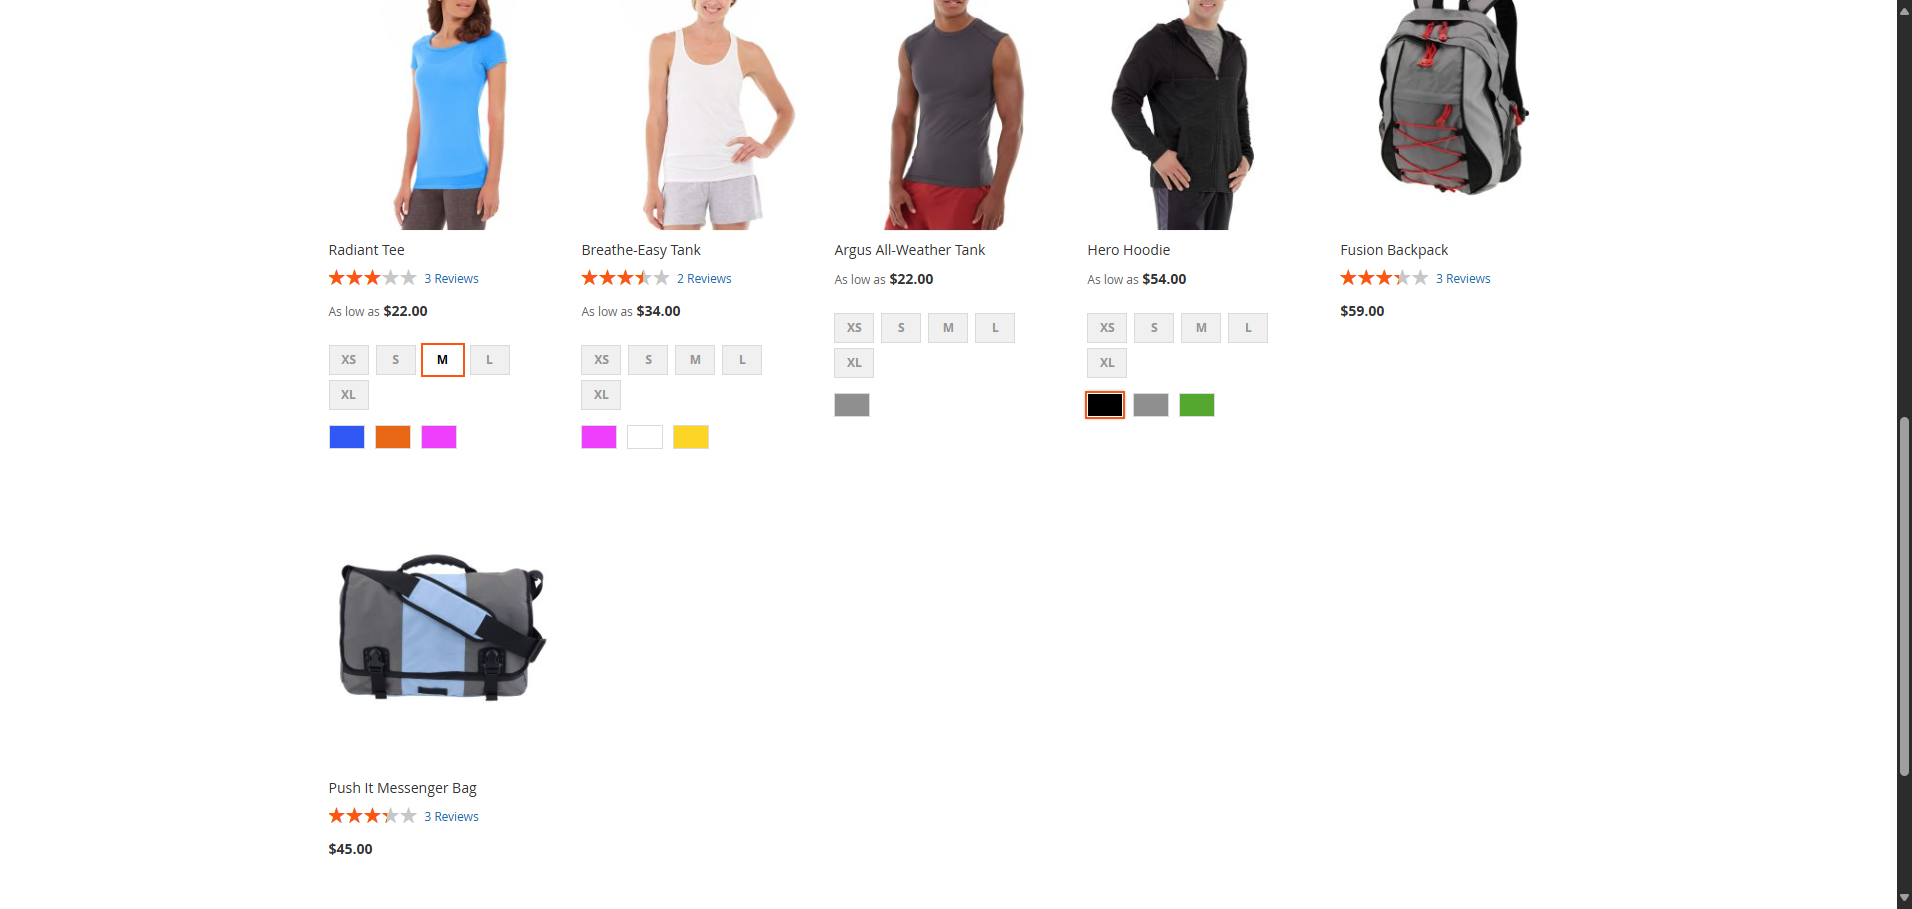 Radiant Tee
3 Reviews
As low as $22.00
XS S M L
XL
Breathe-Easy Tank
2 Reviews
As low as $34.00
XS S M L
XL
Argus All-Weather Tank
As low as $22.00
XS S M L
XL
Hero Hoodie
As low as $54.00
XS S M L
XL
Fusion Backpack
3 Reviews
$59.00
Push It Messenger Bag
3 Reviews
$45.00